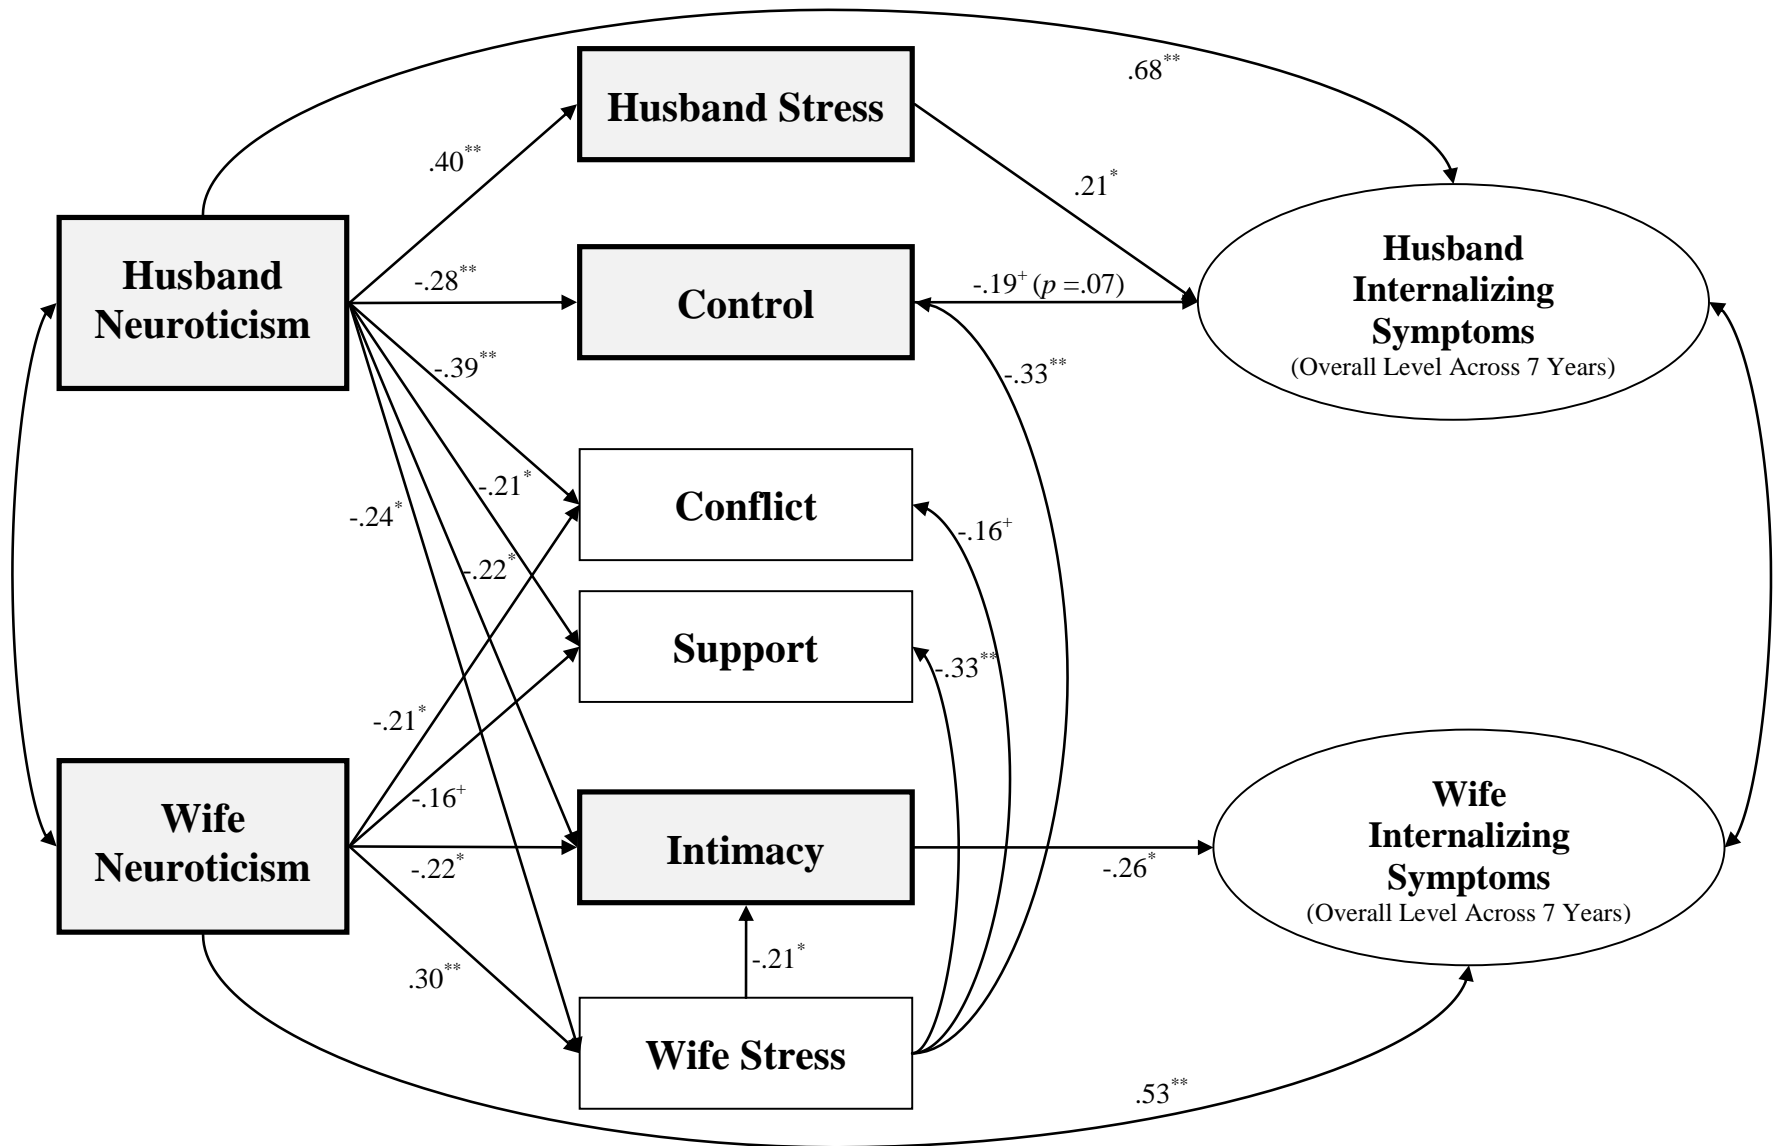 .68**
Husband Stress
.40**
.21*
Husband
Neuroticism
-.28**
Control
-.19+ (p =.07)
Husband
Internalizing
Symptoms
(Overall Level Across 7 Years)
-.39**
-.33**
-.21*
-.24*
Conflict
-.16+
-.22*
Support
-.33**
-.21*
-.16+
Wife
Neuroticism
-.22*
Intimacy
-.26*
Wife
Internalizing
Symptoms
(Overall Level Across 7 Years)
-.21*
.30**
Wife Stress
.53**